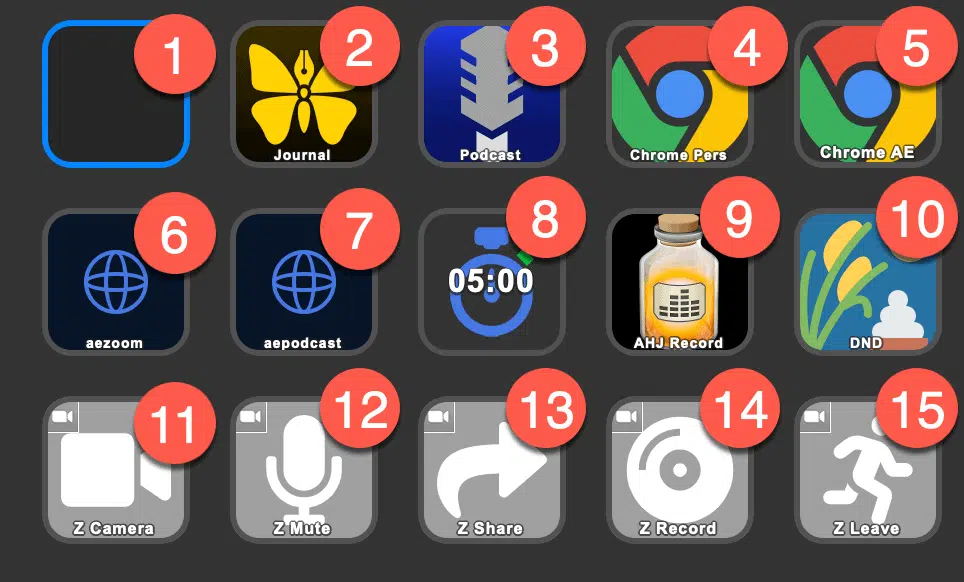 1
2
3
4
5
Journal
Podcast
Chrome Pers
Chrome AE
6
7
8
9
10
05:00
aezoom
aepodcast
AHJ Record
DND
11
12
13
14
15
Z Camera
Z Mute
Z Share
Z Record
Z Leave